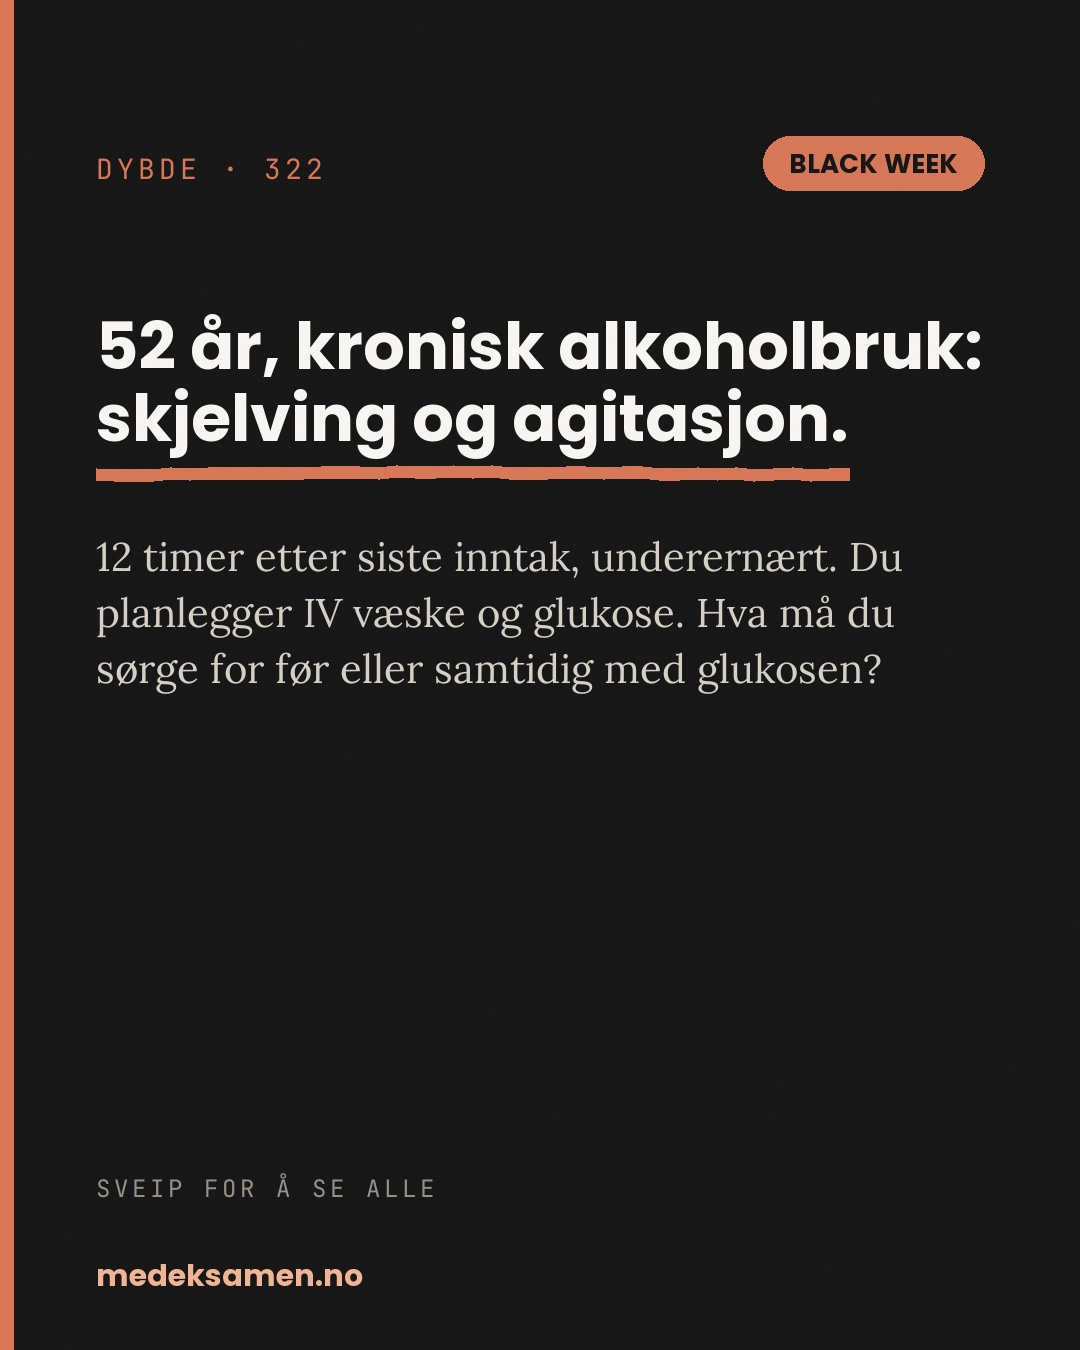 DYBDE · 322
BLACK WEEK
52 år, kronisk alkoholbruk:
skjelving og agitasjon.
12 timer etter siste inntak, underernært. Du
planlegger IV væske og glukose. Hva må du
sørge for før eller samtidig med glukosen?
SVEIP FOR Å SE ALLE
medeksamen.no